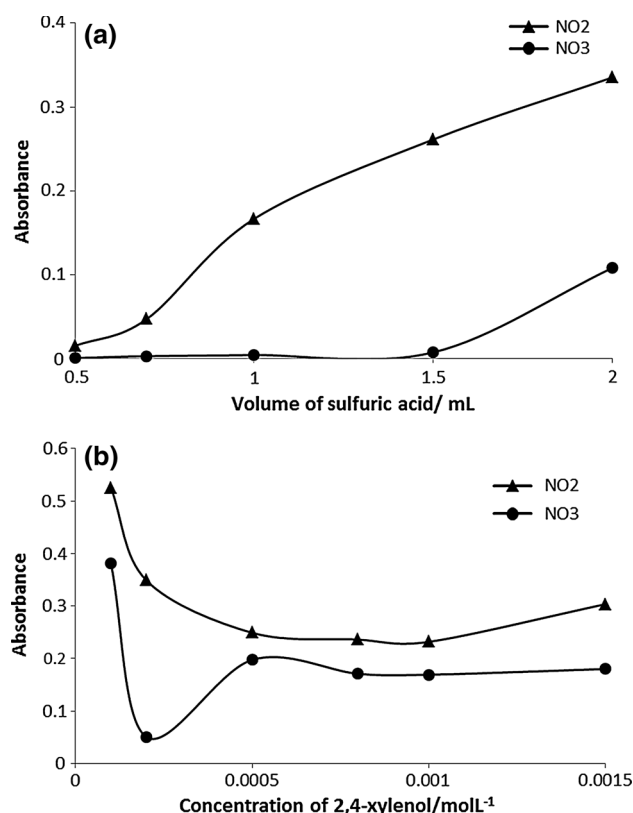 (a)
NO2
NO3
0.4
0.3
0.2
0.1
0
Absorbance
0.5
1
1.5
2
Volume of sulfuric acid/ mL
(b)
NO2
NO3
0.6
0.5
0.4
0.3
0.2
0.1
0
Absorbance
0
0.0005
0.001
0.0015
Concentration of 2,4-xylenol/molL⁻¹